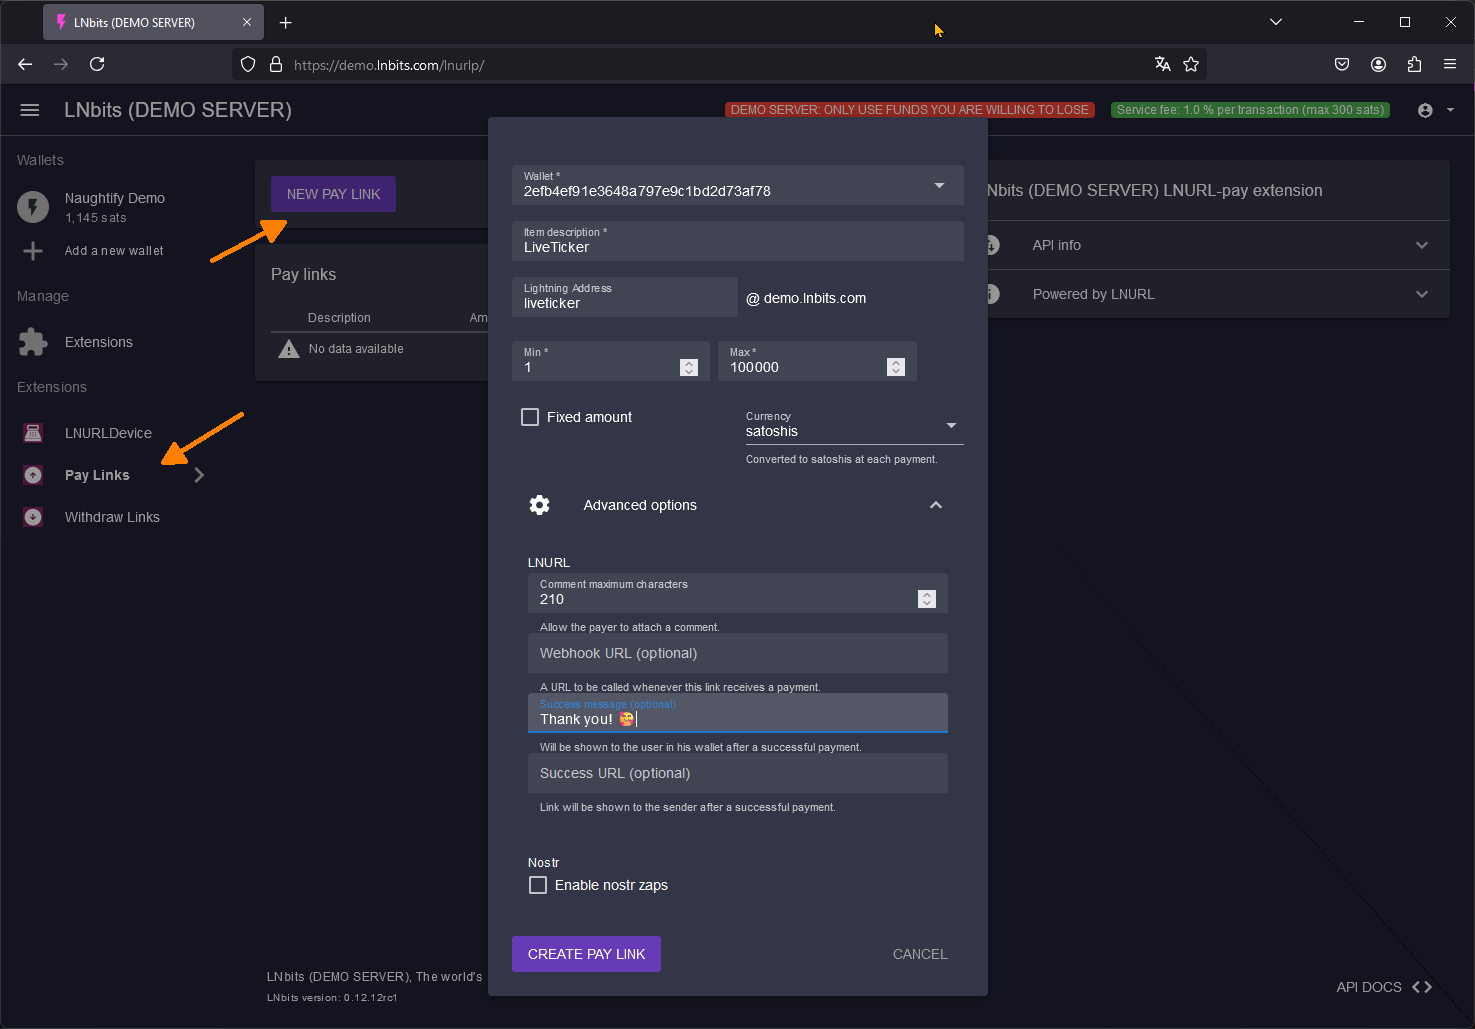 LNbits (DEMO SERVER)
https://demo.lnbits.com/lnurlp/
LNbits (DEMO SERVER)
DEMO SERVER: ONLY USE FUNDS YOU ARE WILLING TO LOSE
Service fee: 1.0 % per transaction (max 300 sats)
Wallets
Naughtify Demo
1,145 sats
Add a new wallet
Manage
Extensions
Extensions
LNURLDevice
Pay Links
Withdraw Links
NEW PAY LINK
Pay links
Description
Am
No data available
Wallet *
2efb4ef91e3648a797e9c1bd2d73af78
Item description *
LiveTicker
Lightning Address
liveticker
@ demo.lnbits.com
Min *
1
Max *
100000
Fixed amount
Currency
satoshis
Converted to satoshis at each payment.
Advanced options
LNURL
Comment maximum characters
210
Allow the payer to attach a comment.
Webhook URL (optional)
A URL to be called whenever this link receives a payment.
Success message (optional)
Thank you! 🥰
Will be shown to the user in his wallet after a successful payment.
Success URL (optional)
Link will be shown to the sender after a successful payment.
Nostr
Enable nostr zaps
CREATE PAY LINK
CANCEL
Nbits (DEMO SERVER) LNURL-pay extension
API info
Powered by LNURL
LNbits (DEMO SERVER), The world's
LNbits version: 0.12.12rc1
API DOCS